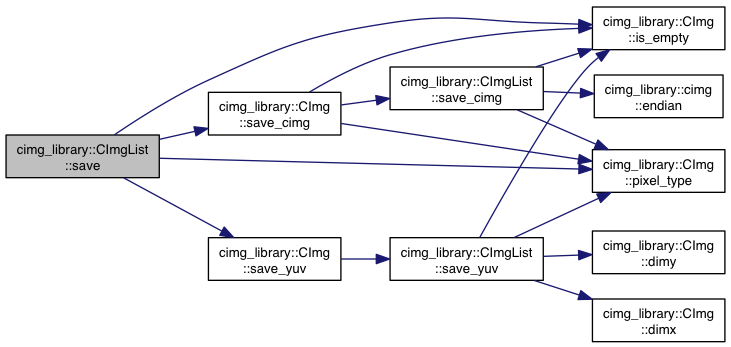 cimg_library::CImgList
::save
cimg_library::CImg
::save_cimg
cimg_library::CImg
::save_yuv
cimg_library::CImgList
::save_cimg
cimg_library::CImgList
::save_yuv
cimg_library::CImg
::is_empty
cimg_library::cimg
::endian
cimg_library::CImg
::pixel_type
cimg_library::CImg
::dimy
cimg_library::CImg
::dimx